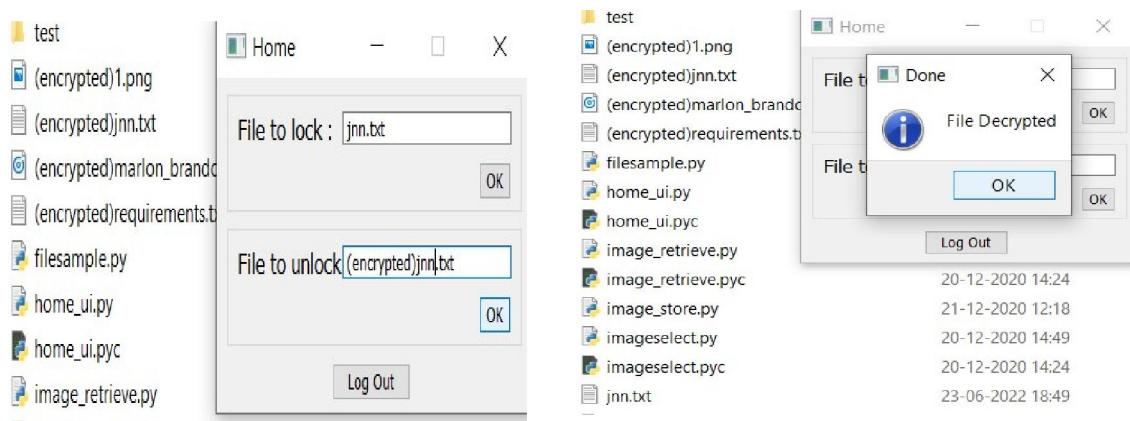 test
(encrypted)1.png
(encrypted)jnn.txt
(encrypted)marlon_brando
(encrypted)requirements.t
filesample.py
home_ui.py
home_ui.pyc
image_retrieve.py
Home
File to lock : jnn.txt
OK
File to unlock (encrypted)jnn.txt
OK
Log Out
test
(encrypted)1.png
(encrypted)jnn.txt
(encrypted)marlon_brando
(encrypted)requirements.t
filesample.py
home_ui.py
home_ui.pyc
image_retrieve.py
image_retrieve.pyc 20-12-2020 14:24
image_store.py 21-12-2020 12:18
imageselect.py 20-12-2020 14:49
imageselect.pyc 20-12-2020 14:24
jnn.txt 23-06-2022 18:49
Home
File t
OK
File t
OK
Log Out
Done
File Decrypted
OK